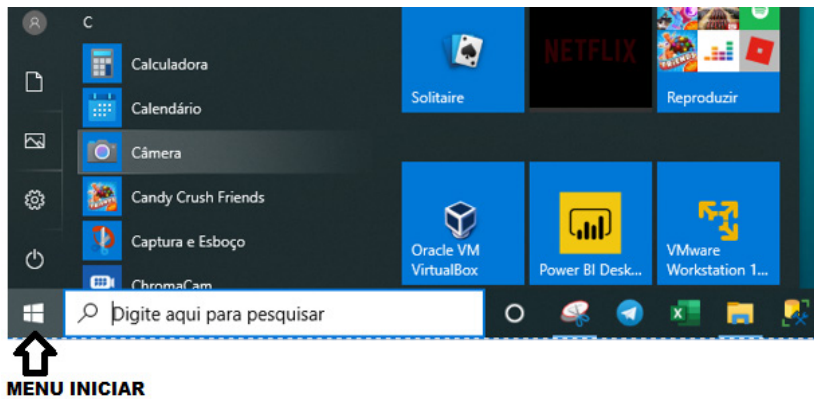 C
Calculadora
Calendário
Câmera
Candy Crush Friends
Captura e Esboço
ChromaCam
Solitaire
NETFLIX
FRIENDS
Reproduzir
Oracle VM
VirtualBox
Power BI Desk...
VMware
Workstation 1...
Digite aqui para pesquisar
MENU INICIAR